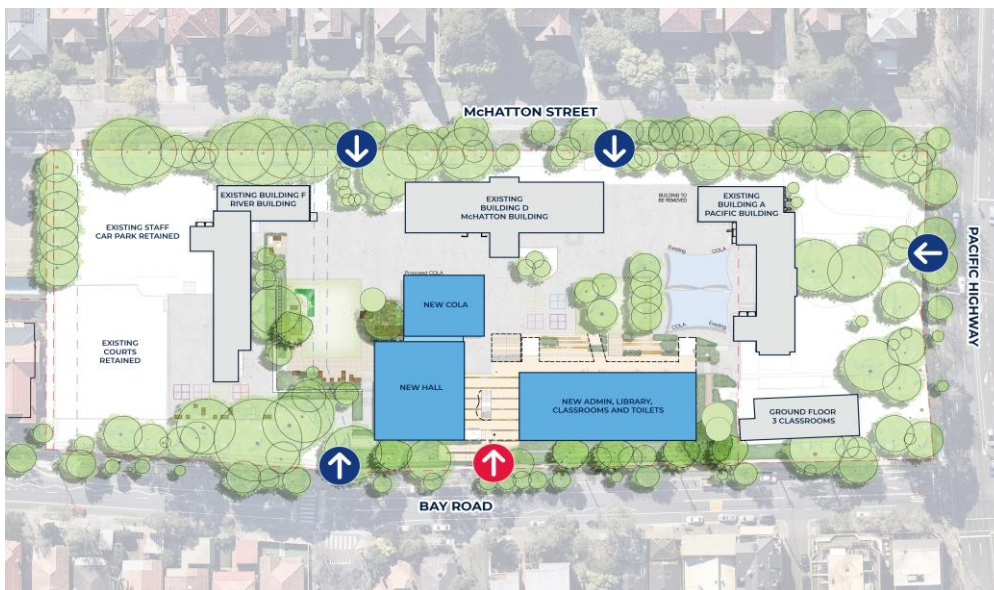 McHATTON STREET
EXISTING BUILDING F
RIVER BUILDING
EXISTING
BUILDING D
McHATTON BUILDING
BUILDING TO
BE REMOVED
EXISTING
BUILDING A
PACIFIC BUILDING
EXISTING STAFF
CAR PARK RETAINED
Existing
COLA
PACIFIC HIGHWAY
Proposed COLA
NEW COLA
COLA
Existing
EXISTING
COURTS
RETAINED
NEW HALL
NEW ADMIN, LIBRARY,
CLASSROOMS AND TOILETS
GROUND FLOOR
3 CLASSROOMS
BAY ROAD